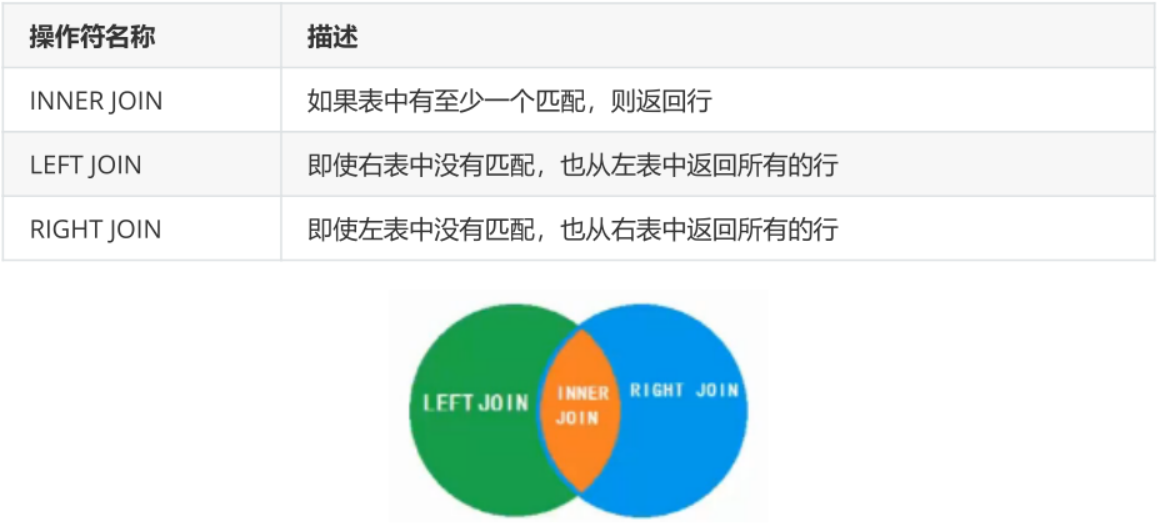 操作符名称 描述
INNER JOIN 如果表中有至少一个匹配，则返回行
LEFT JOIN 即使右表中没有匹配，也从左表中返回所有的行
RIGHT JOIN 即使左表中没有匹配，也从右表中返回所有的行
LEFT JOIN
INNER
JOIN
RIGHT JOIN